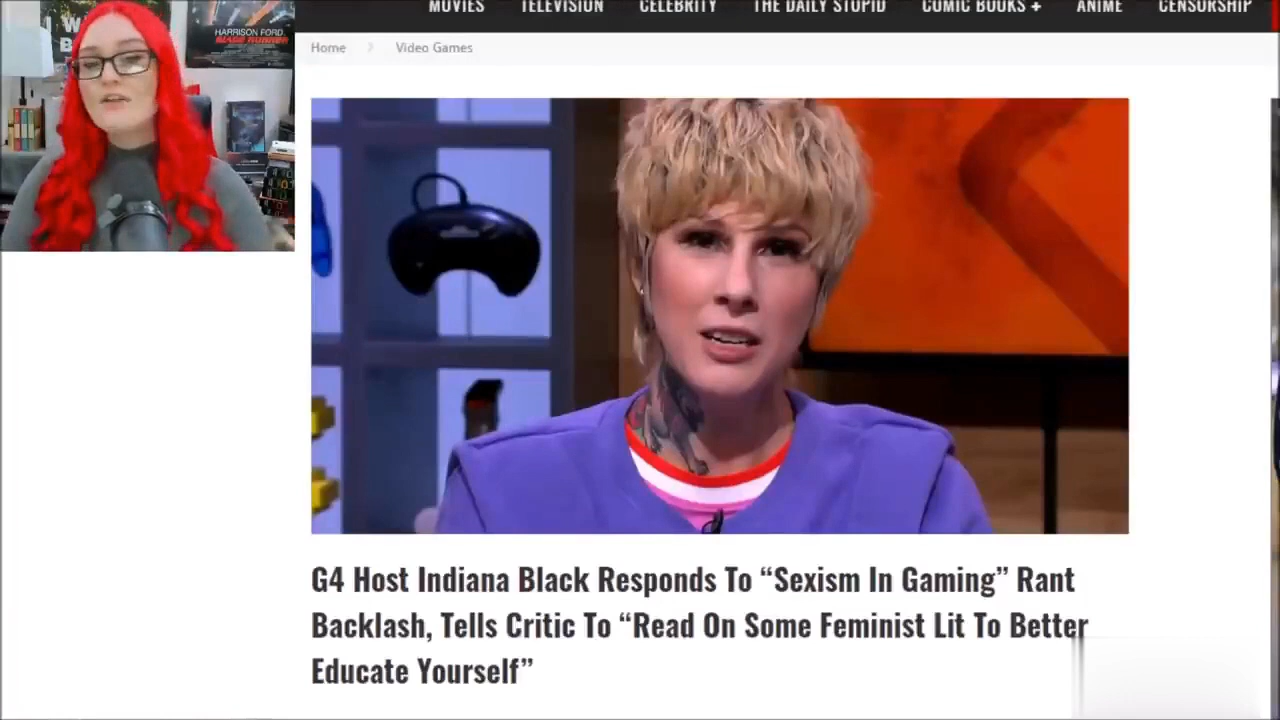 MOVIES TELEVISION CELEBRITY THE DAILY STUPID COMIC BOOKS + ANIME CENSORSHIP
HARRISON FORD
BLADE RUNNER
Home > Video Games
G4 Host Indiana Black Responds To “Sexism In Gaming” Rant
Backlash, Tells Critic To “Read On Some Feminist Lit To Better
Educate Yourself”